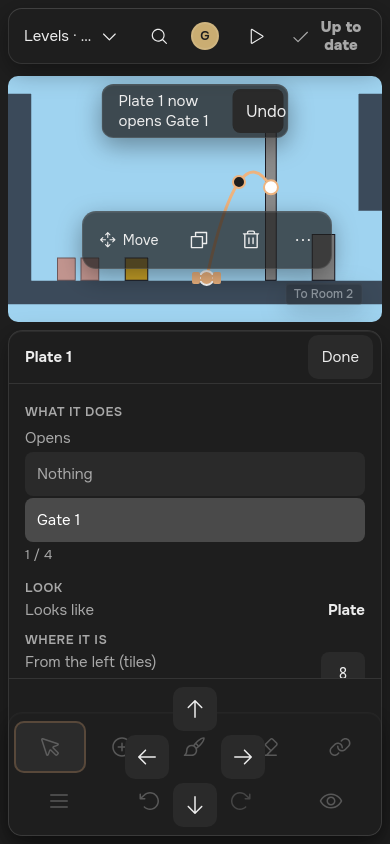 Levels · ...
G
Up to
date
Plate 1 now
opens Gate 1
Undo
Move
To Room 2
Plate 1
Done
WHAT IT DOES
Opens
Nothing
Gate 1
1 / 4
LOOK
Looks like
Plate
WHERE IT IS
From the left (tiles)
8